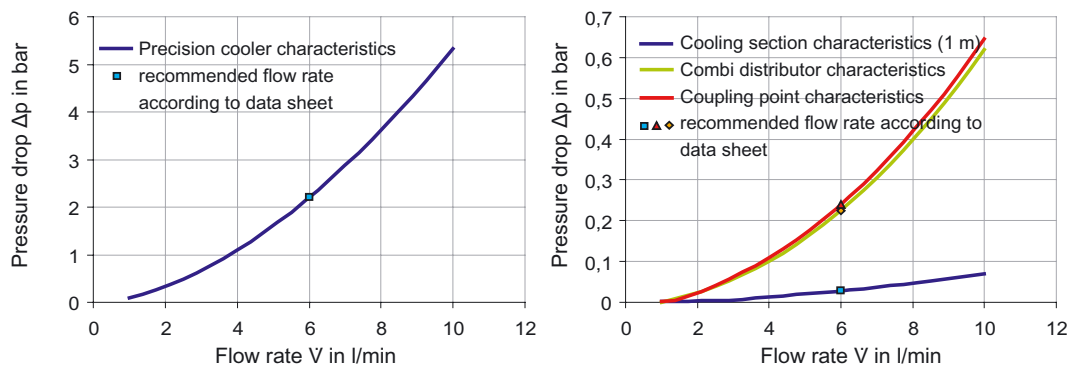 6
5
4
3
2
1
0
Pressure drop Δp in bar
Precision cooler characteristics
recommended flow rate
according to data sheet
0 2 4 6 8 10 12
Flow rate V̇ in l/min
0,7
0,6
0,5
0,4
0,3
0,2
0,1
0
Pressure drop Δp in bar
Cooling section characteristics (1 m)
Combi distributor characteristics
Coupling point characteristics
recommended flow rate according to
data sheet
0 2 4 6 8 10 12
Flow rate V̇ in l/min